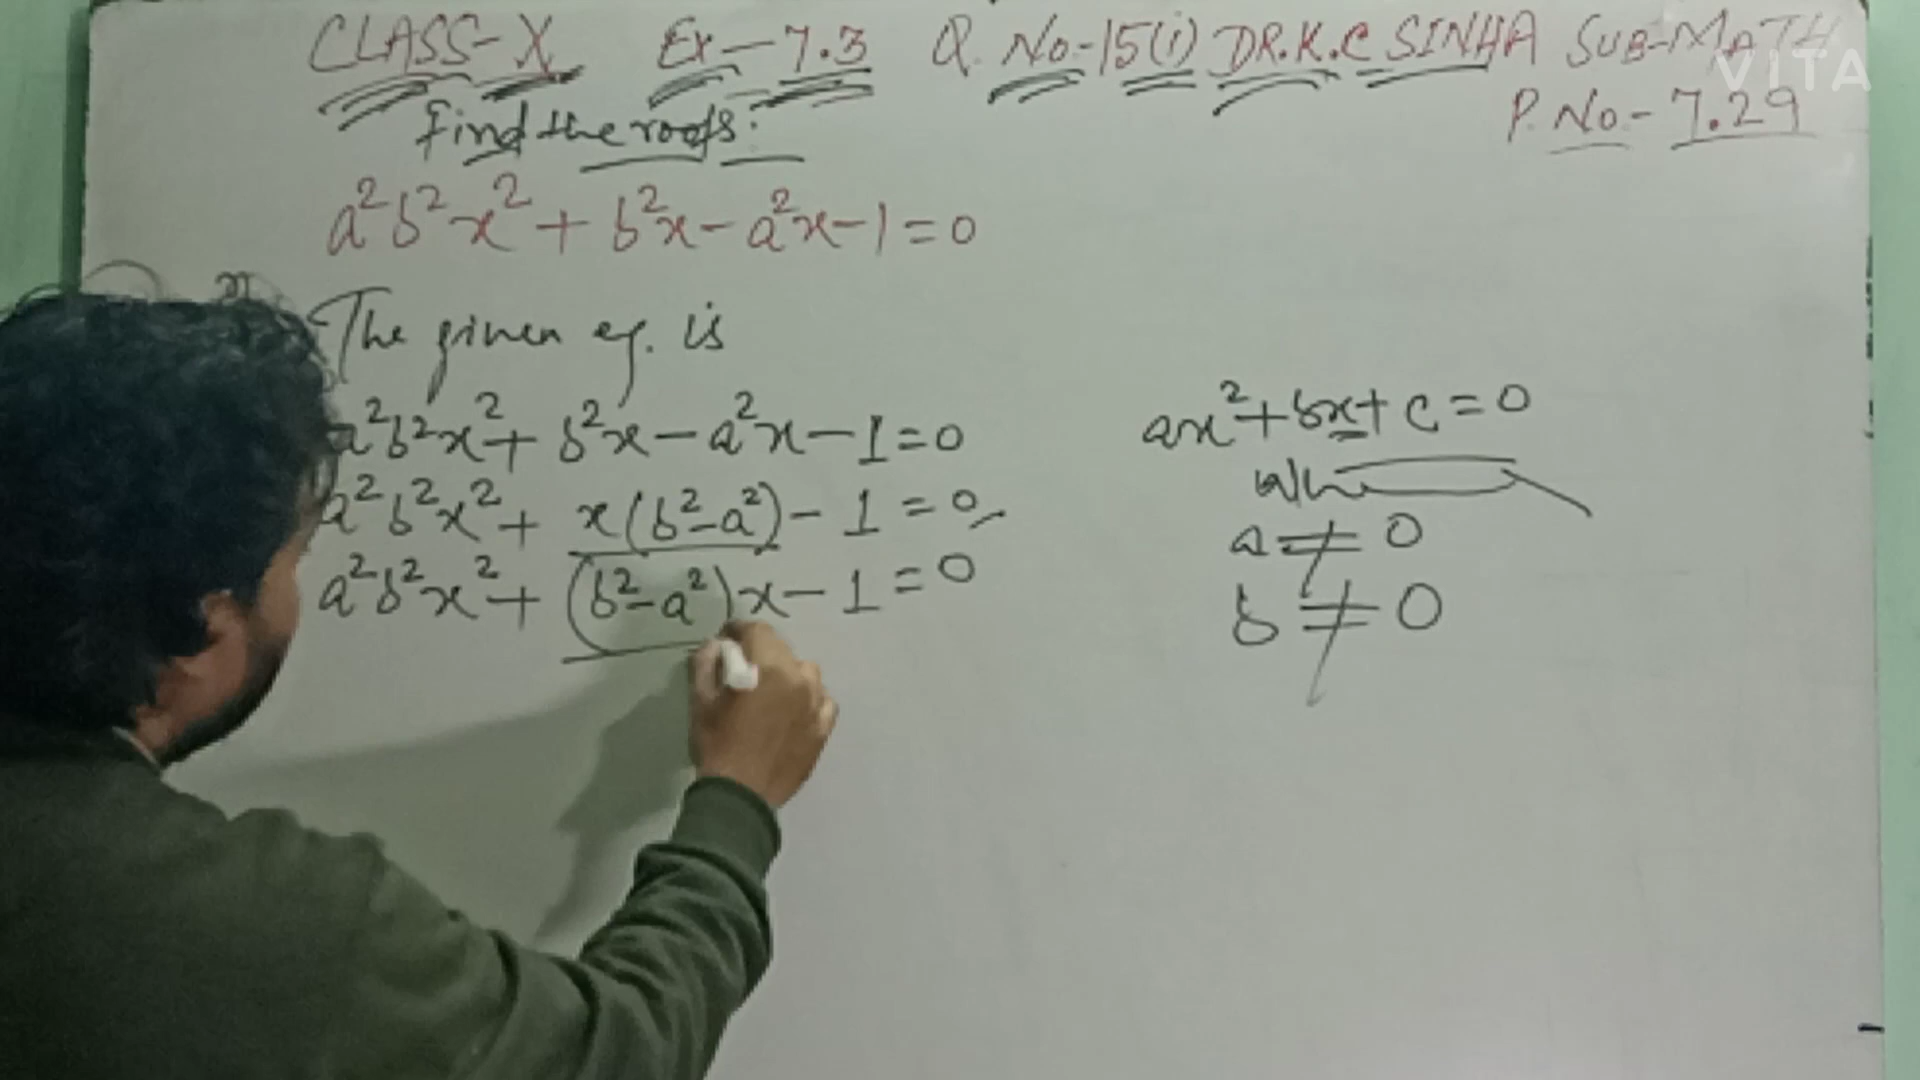 CLASS-X Ex-7.3 Q. No-15(i) DR.K.C SINHA SUB-MATH
VITA
P. No-7.29
Find the roots:
a²b²x² + b²x - a²x - 1 = 0
The given eq. is
a²b²x² + b²x - a²x - 1 = 0
a²b²x² + x(b²-a²) - 1 = 0
a²b²x² + (b²-a²)x - 1 = 0
ax² + bx + c = 0
a ≠ 0
b ≠ 0